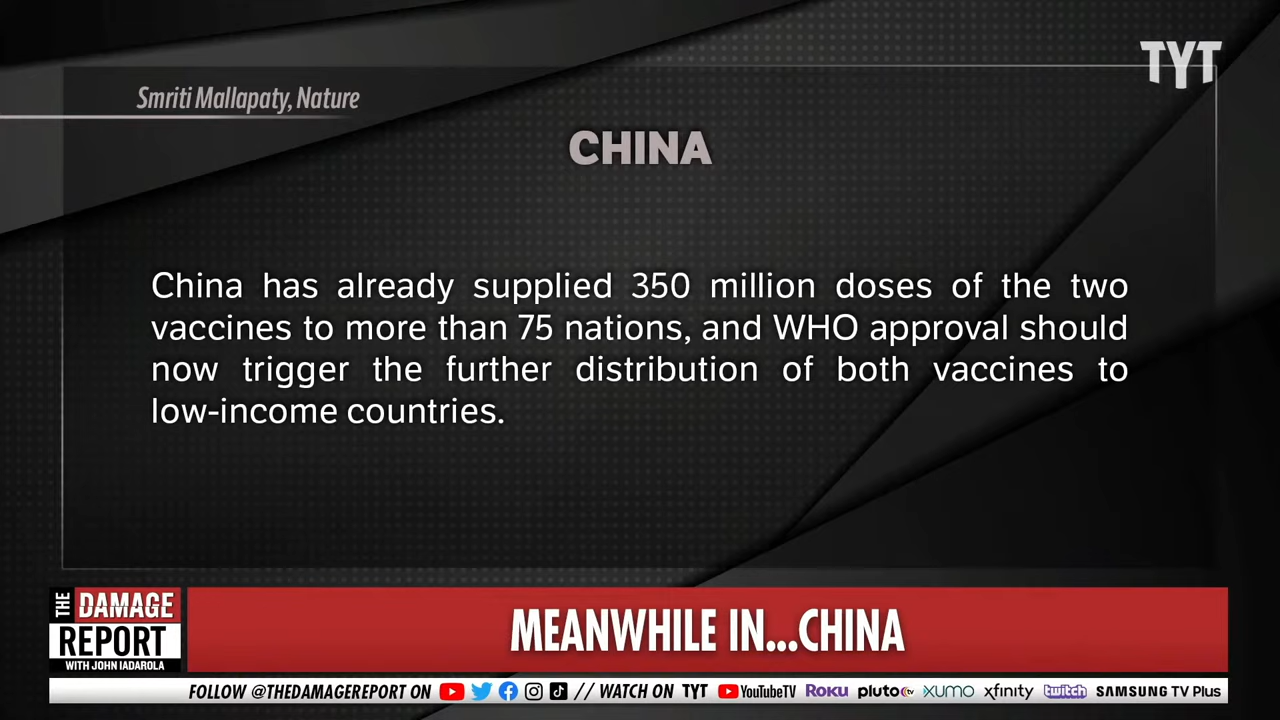 TYT
Smriti Mallapaty, Nature
CHINA
China has already supplied 350 million doses of the two
vaccines to more than 75 nations, and WHO approval should
now trigger the further distribution of both vaccines to
low-income countries.
THE DAMAGE
REPORT
WITH JOHN IADAROLA
MEANWHILE IN...CHINA
FOLLOW @THEDAMAGEREPORT ON // WATCH ON TYT YouTubeTV Roku pluto tv XUMO xfinity twitch SAMSUNG TV Plus